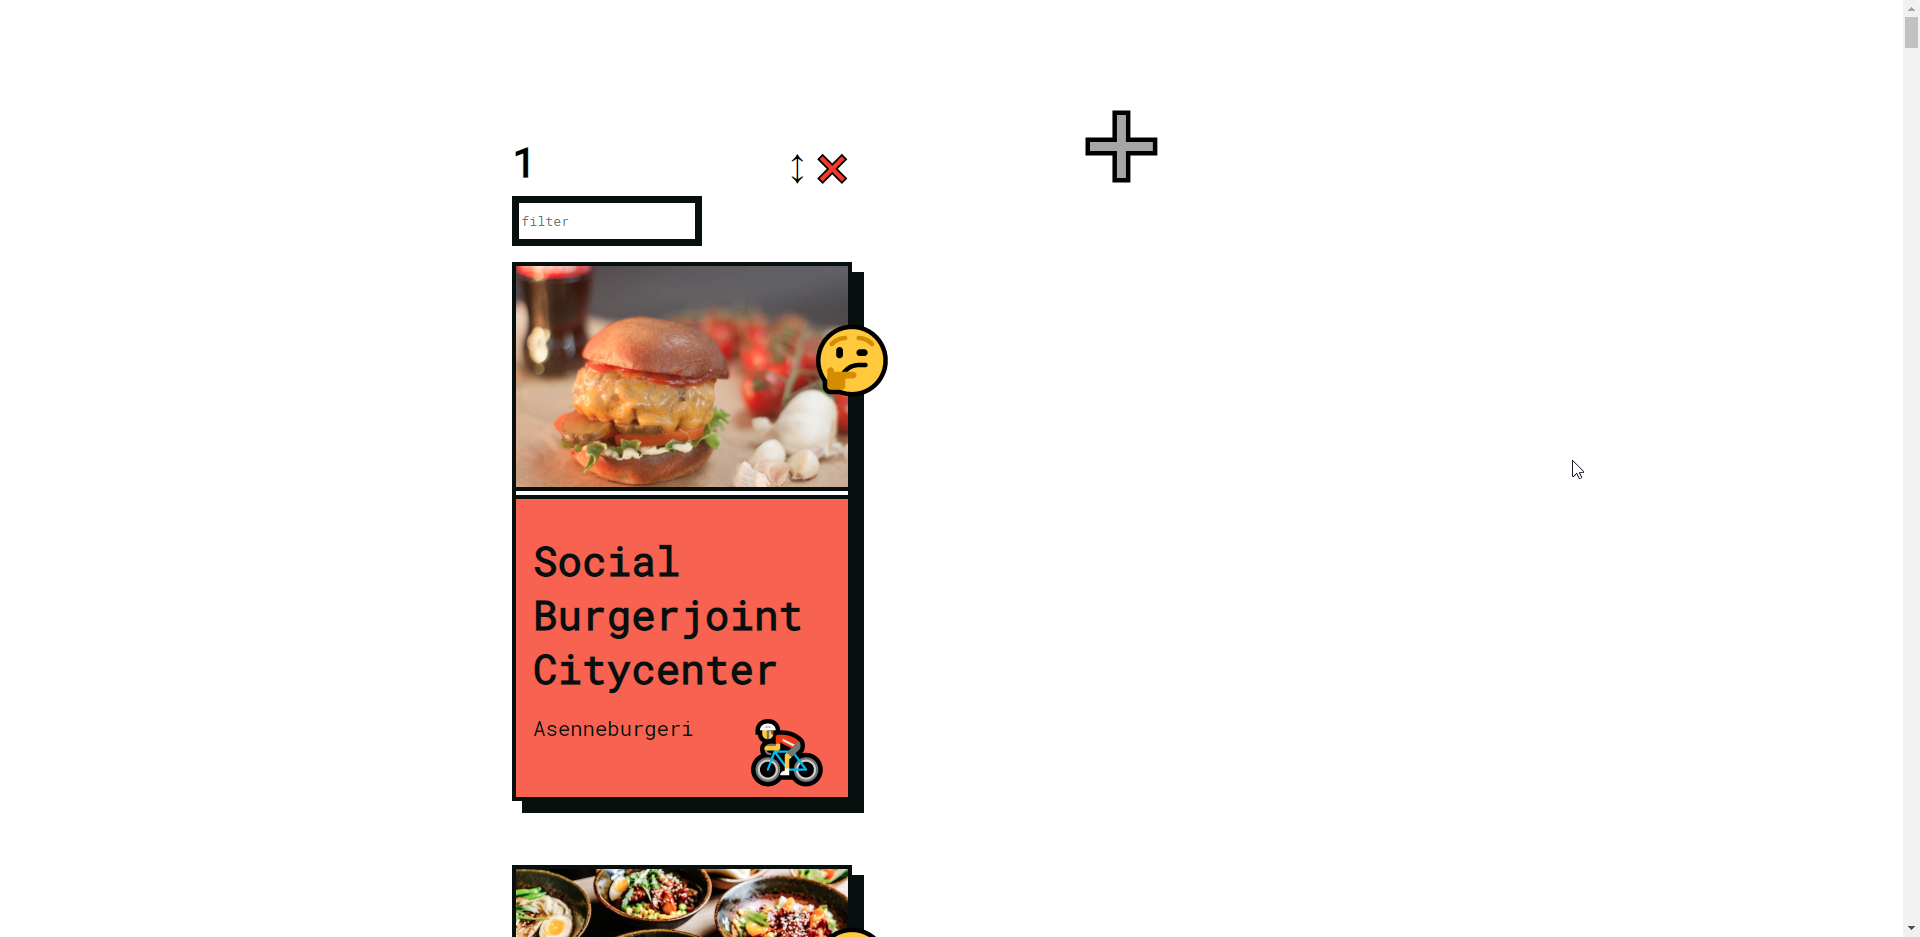 1
filter
Social
Burgerjoint
Citycenter
Asenneburgeri